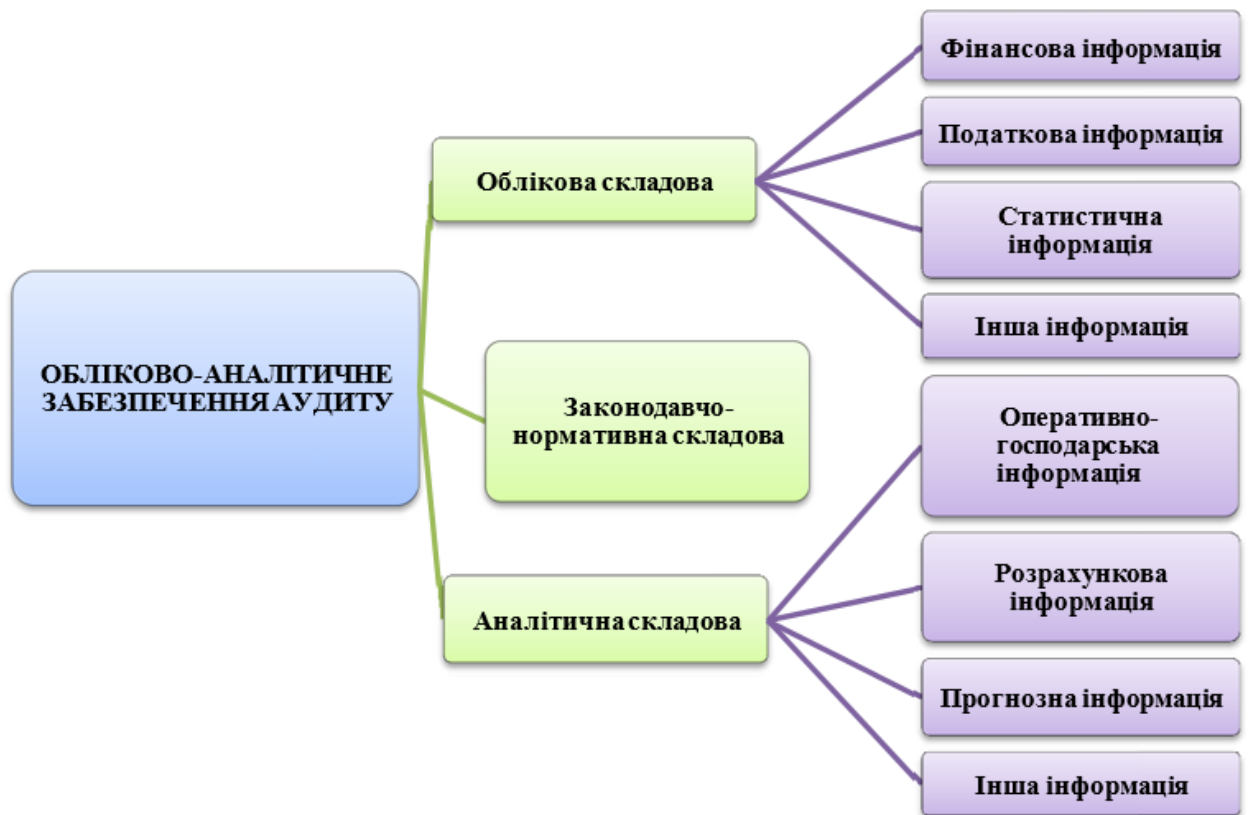 ОБЛІКОВО-АНАЛІТИЧНЕ
ЗАБЕЗПЕЧЕННЯ АУДИТУ
Облікова складова
Фінансова інформація
Податкова інформація
Статистична
інформація
Інша інформація
Законодавчо-
нормативна складова
Аналітична складова
Оперативно-
господарська
інформація
Розрахункова
інформація
Прогнозна інформація
Інша інформація